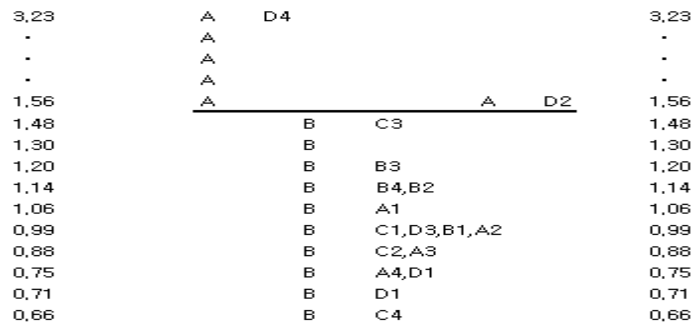 3,23 A D4 3,23
· A ·
· A ·
· A ·
1,56 A A D2 1,56
1,48 B C3 1,48
1,30 B 1,30
1,20 B B3 1,20
1,14 B B4,B2 1,14
1,06 B A1 1,06
0,99 B C1,D3,B1,A2 0,99
0,88 B C2,A3 0,88
0,75 B A4,D1 0,75
0,71 B D1 0,71
0,66 B C4 0,66